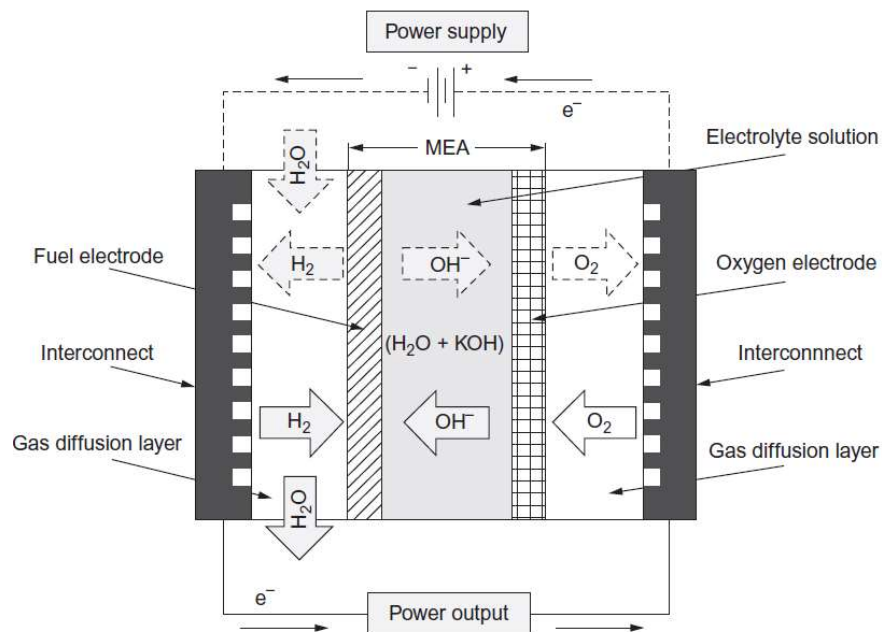 Power supply
− +
e−
MEA
Electrolyte solution
H2O
Fuel electrode
H2
OH−
O2
Oxygen electrode
(H2O + KOH)
Interconnect
Interconnnect
H2
OH−
O2
Gas diffusion layer
Gas diffusion layer
H2O
e−
Power output